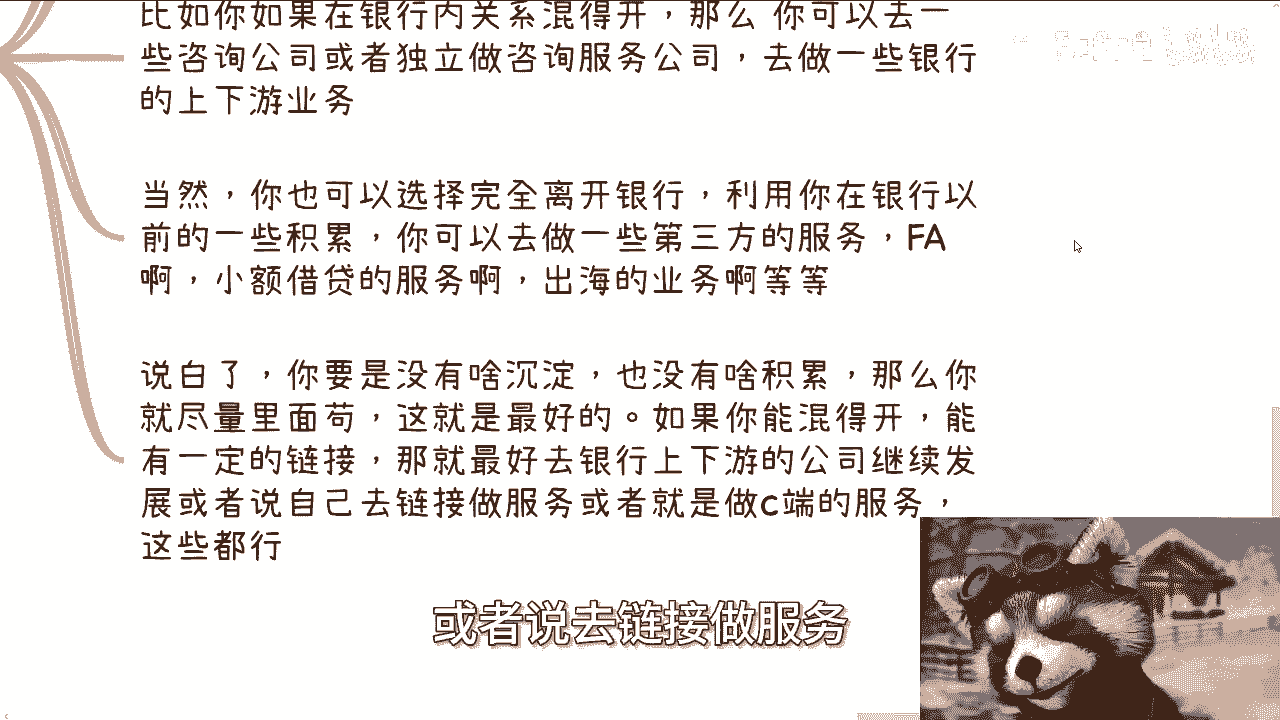 比如你如果在银行内关系混得开，那么 你可以去一
些咨询公司或者独立做咨询服务公司，去做一些银行
的上下游业务
当然，你也可以选择完全离开银行，利用你在银行以
前的一些积累，你可以去做一些第三方的服务，FA
啊，小额借贷的服务啊，出海的业务啊等等
说白了，你要是没有啥沉淀，也没有啥积累，那么你
就尽量里面苟，这就是最好的。如果你能混得开，能
有一定的链接，那就最好去银行上下游的公司继续发
展或者说自己去链接做服务或者就是做c端的服务，
这些都行
或者说去链接做服务